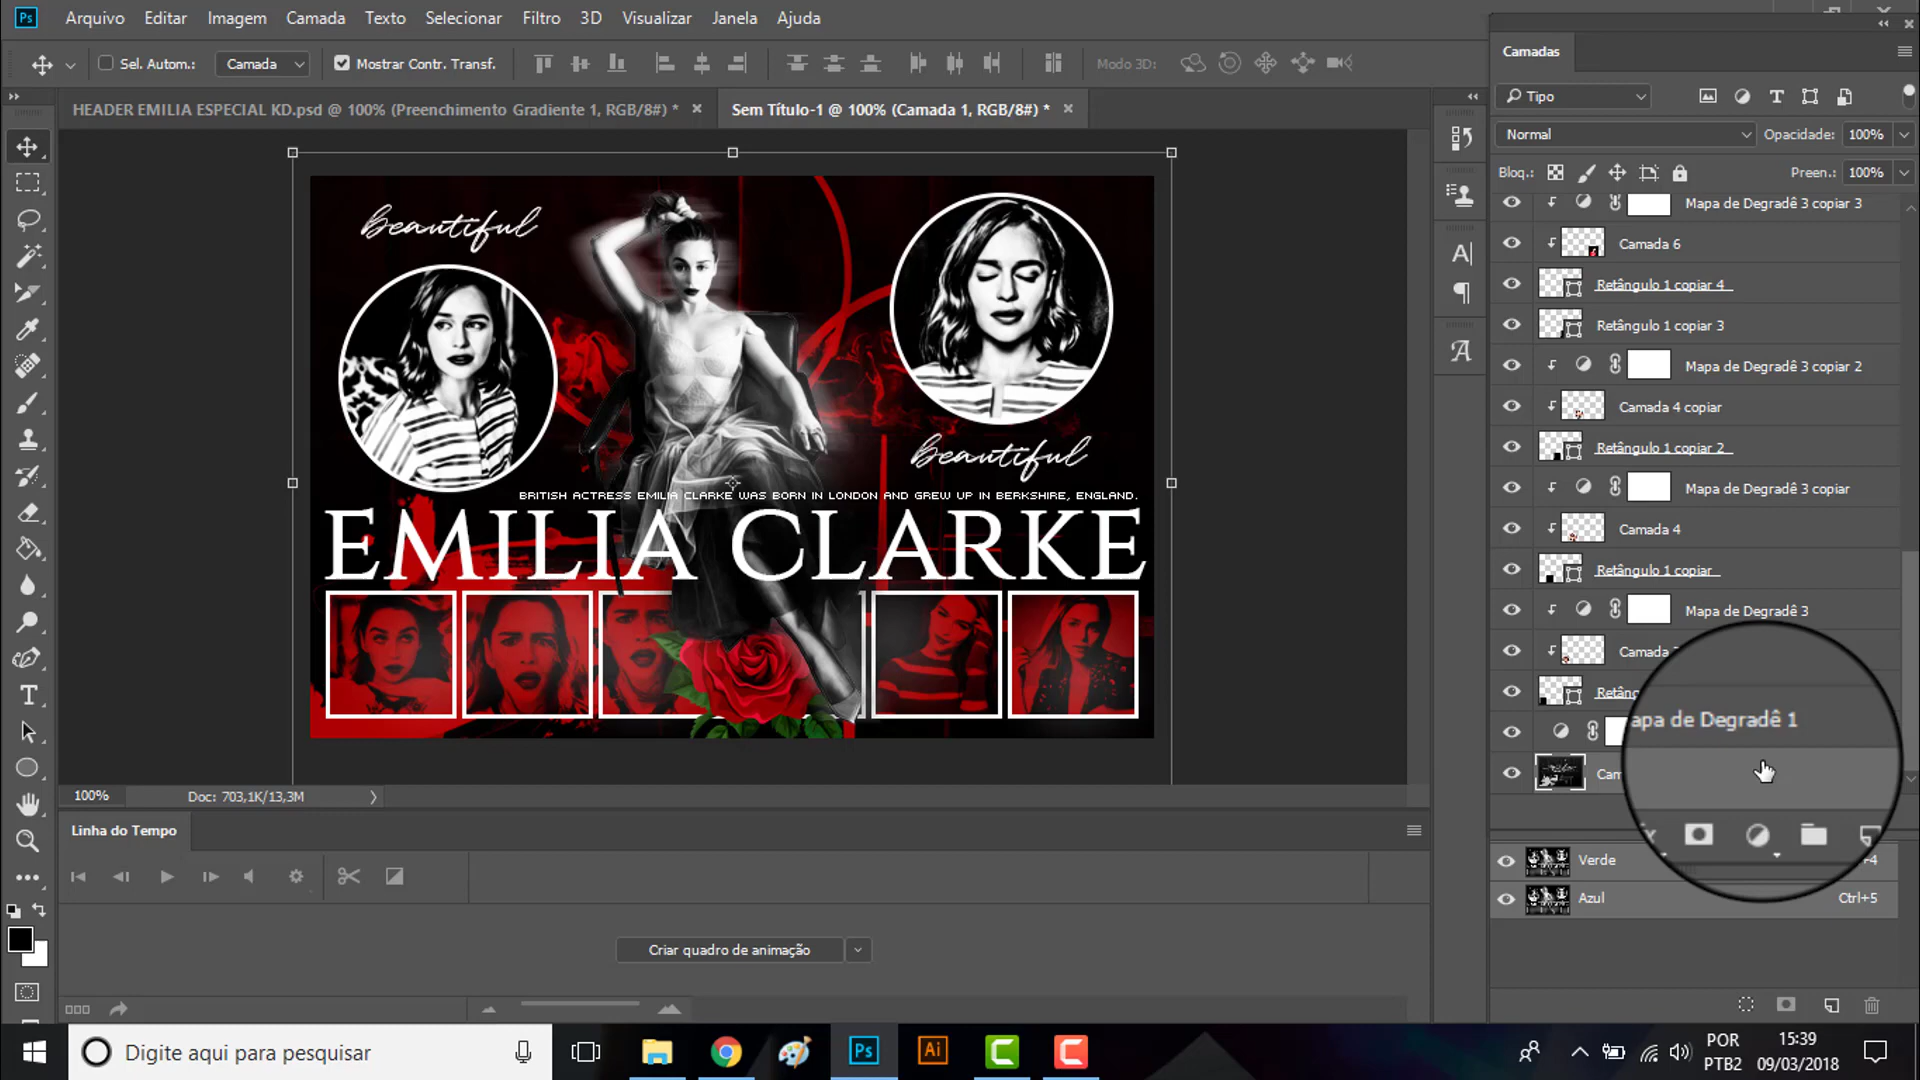 Ps
Arquivo Editar Imagem Camada Texto Selecionar Filtro 3D Visualizar Janela Ajuda
Sel. Autom.: Camada Mostrar Contr. Transf. Modo 3D:
HEADER EMILIA ESPECIAL KD.psd @ 100% (Preenchimento Gradiente 1, RGB/8#) *
Sem Título-1 @ 100% (Camada 1, RGB/8#) *
Camadas
Tipo
Normal Opacidade: 100%
Bloq.: Preen.: 100%
Mapa de Degradê 3 copiar 3
Camada 6
Retângulo 1 copiar 4
Retângulo 1 copiar 3
Mapa de Degradê 3 copiar 2
Camada 4 copiar
Retângulo 1 copiar 2
Mapa de Degradê 3 copiar
Camada 4
Retângulo 1 copiar
Mapa de Degradê 3
Camada
Retân
apa de Degradê 1
Cam
fx
Verde +4
Azul Ctrl+5
beautiful
beautiful
BRITISH ACTRESS EMILIA CLARKE WAS BORN IN LONDON AND GREW UP IN BERKSHIRE, ENGLAND.
EMILIA CLARKE
100% Doc: 703,1K/13,3M
Linha do Tempo
Criar quadro de animação
Digite aqui para pesquisar
Ps
Ai
POR
PTB2
15:39
09/03/2018